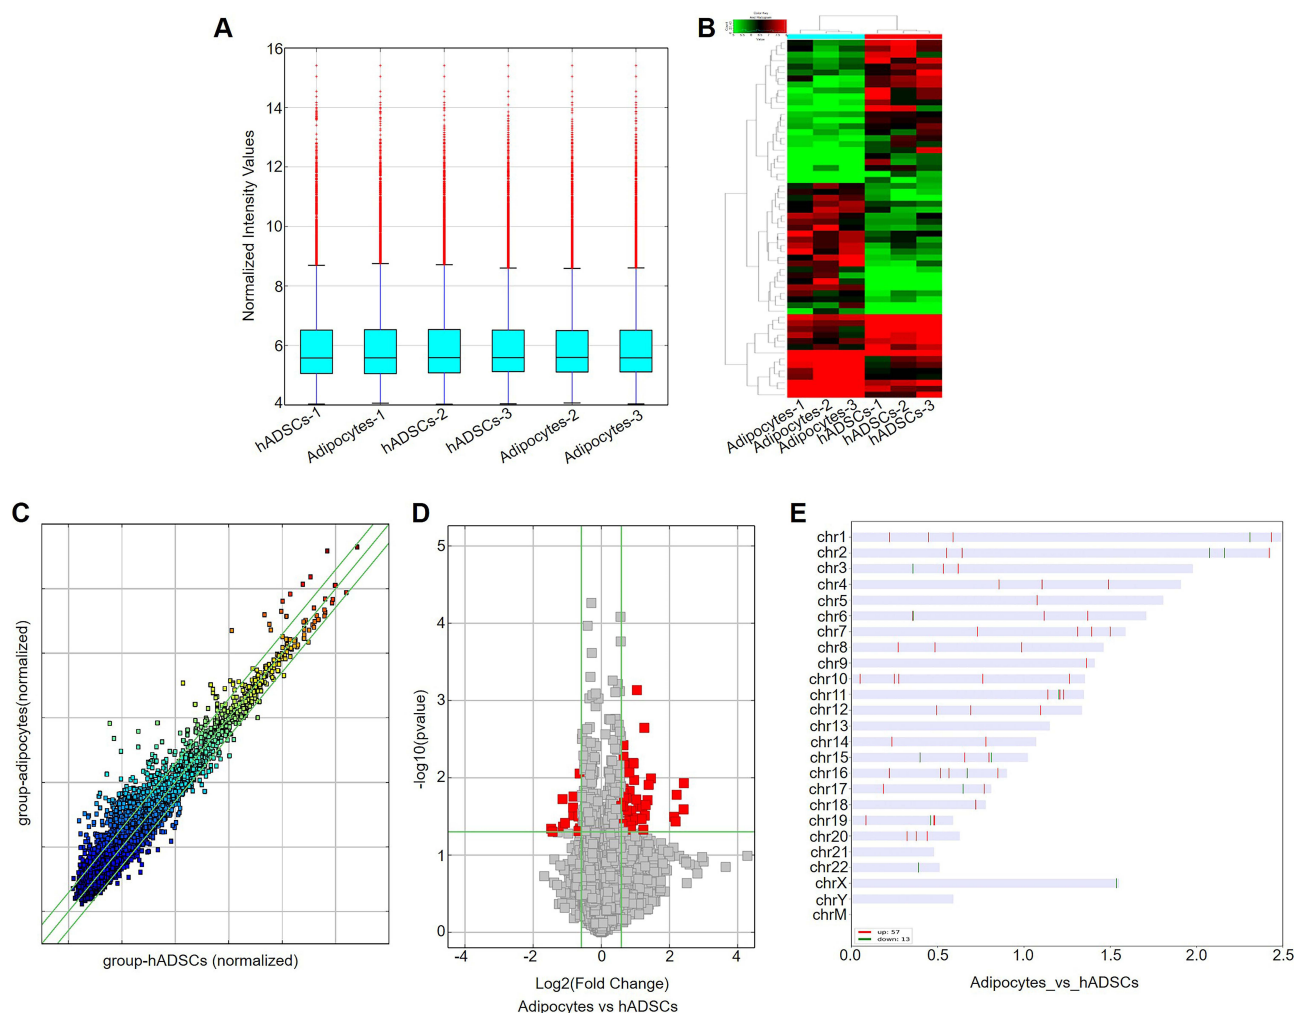 A
Normalized Intensity Values
16
14
12
10
8
6
4
hADSCs-1
Adipocytes-1
hADSCs-2
hADSCs-3
Adipocytes-2
Adipocytes-3
B
Value
Adipocytes-1
Adipocytes-2
Adipocytes-3
hADSCs-1
hADSCs-2
hADSCs-3
C
group-adipocytes(normalized)
group-hADSCs (normalized)
D
-log10(pvalue)
5
4
3
2
1
0
-4
-2
0
2
4
Log2(Fold Change)
Adipocytes vs hADSCs
E
chr1
chr2
chr3
chr4
chr5
chr6
chr7
chr8
chr9
chr10
chr11
chr12
chr13
chr14
chr15
chr16
chr17
chr18
chr19
chr20
chr21
chr22
chrX
chrY
chrM
up: 57
down: 13
0.0
0.5
1.0
1.5
2.0
2.5
Adipocytes_vs_hADSCs